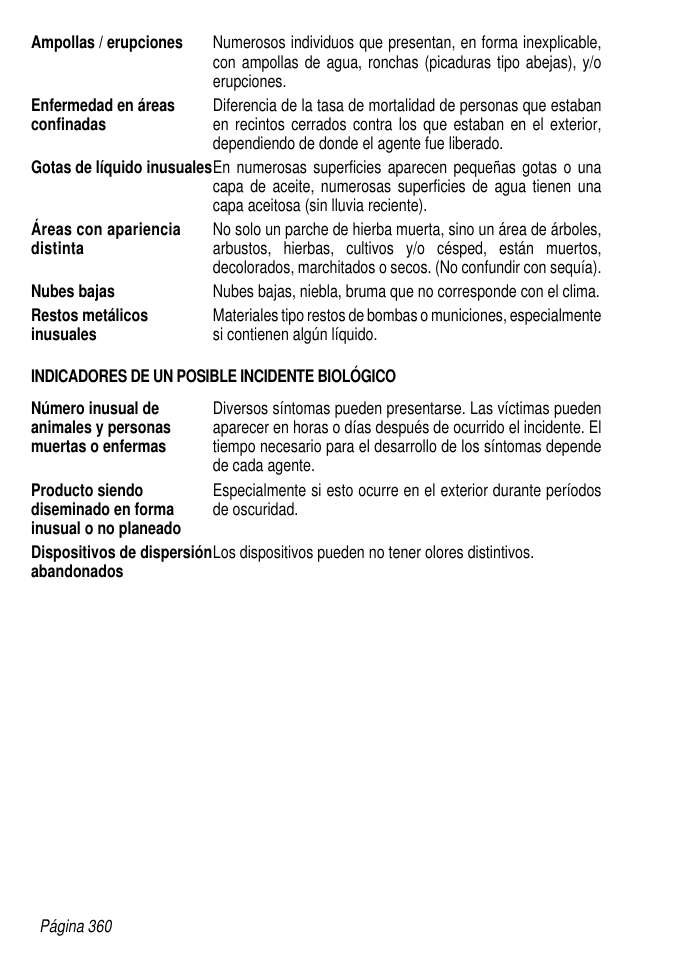 Ampollas / erupciones Numerosos individuos que presentan, en forma inexplicable,
con ampollas de agua, ronchas (picaduras tipo abejas), y/o
erupciones.
Enfermedad en áreas Diferencia de la tasa de mortalidad de personas que estaban
confinadas en recintos cerrados contra los que estaban en el exterior,
dependiendo de donde el agente fue liberado.
Gotas de líquido inusuales En numerosas superficies aparecen pequeñas gotas o una
capa de aceite, numerosas superficies de agua tienen una
capa aceitosa (sin lluvia reciente).
Áreas con apariencia No solo un parche de hierba muerta, sino un área de árboles,
distinta arbustos, hierbas, cultivos y/o césped, están muertos,
decolorados, marchitados o secos. (No confundir con sequía).
Nubes bajas Nubes bajas, niebla, bruma que no corresponde con el clima.
Restos metálicos Materiales tipo restos de bombas o municiones, especialmente
inusuales si contienen algún líquido.
INDICADORES DE UN POSIBLE INCIDENTE BIOLÓGICO
Número inusual de Diversos síntomas pueden presentarse. Las víctimas pueden
animales y personas aparecer en horas o días después de ocurrido el incidente. El
muertas o enfermas tiempo necesario para el desarrollo de los síntomas depende
de cada agente.
Producto siendo Especialmente si esto ocurre en el exterior durante períodos
diseminado en forma de oscuridad.
inusual o no planeado
Dispositivos de dispersión Los dispositivos pueden no tener olores distintivos.
abandonados
Página 360